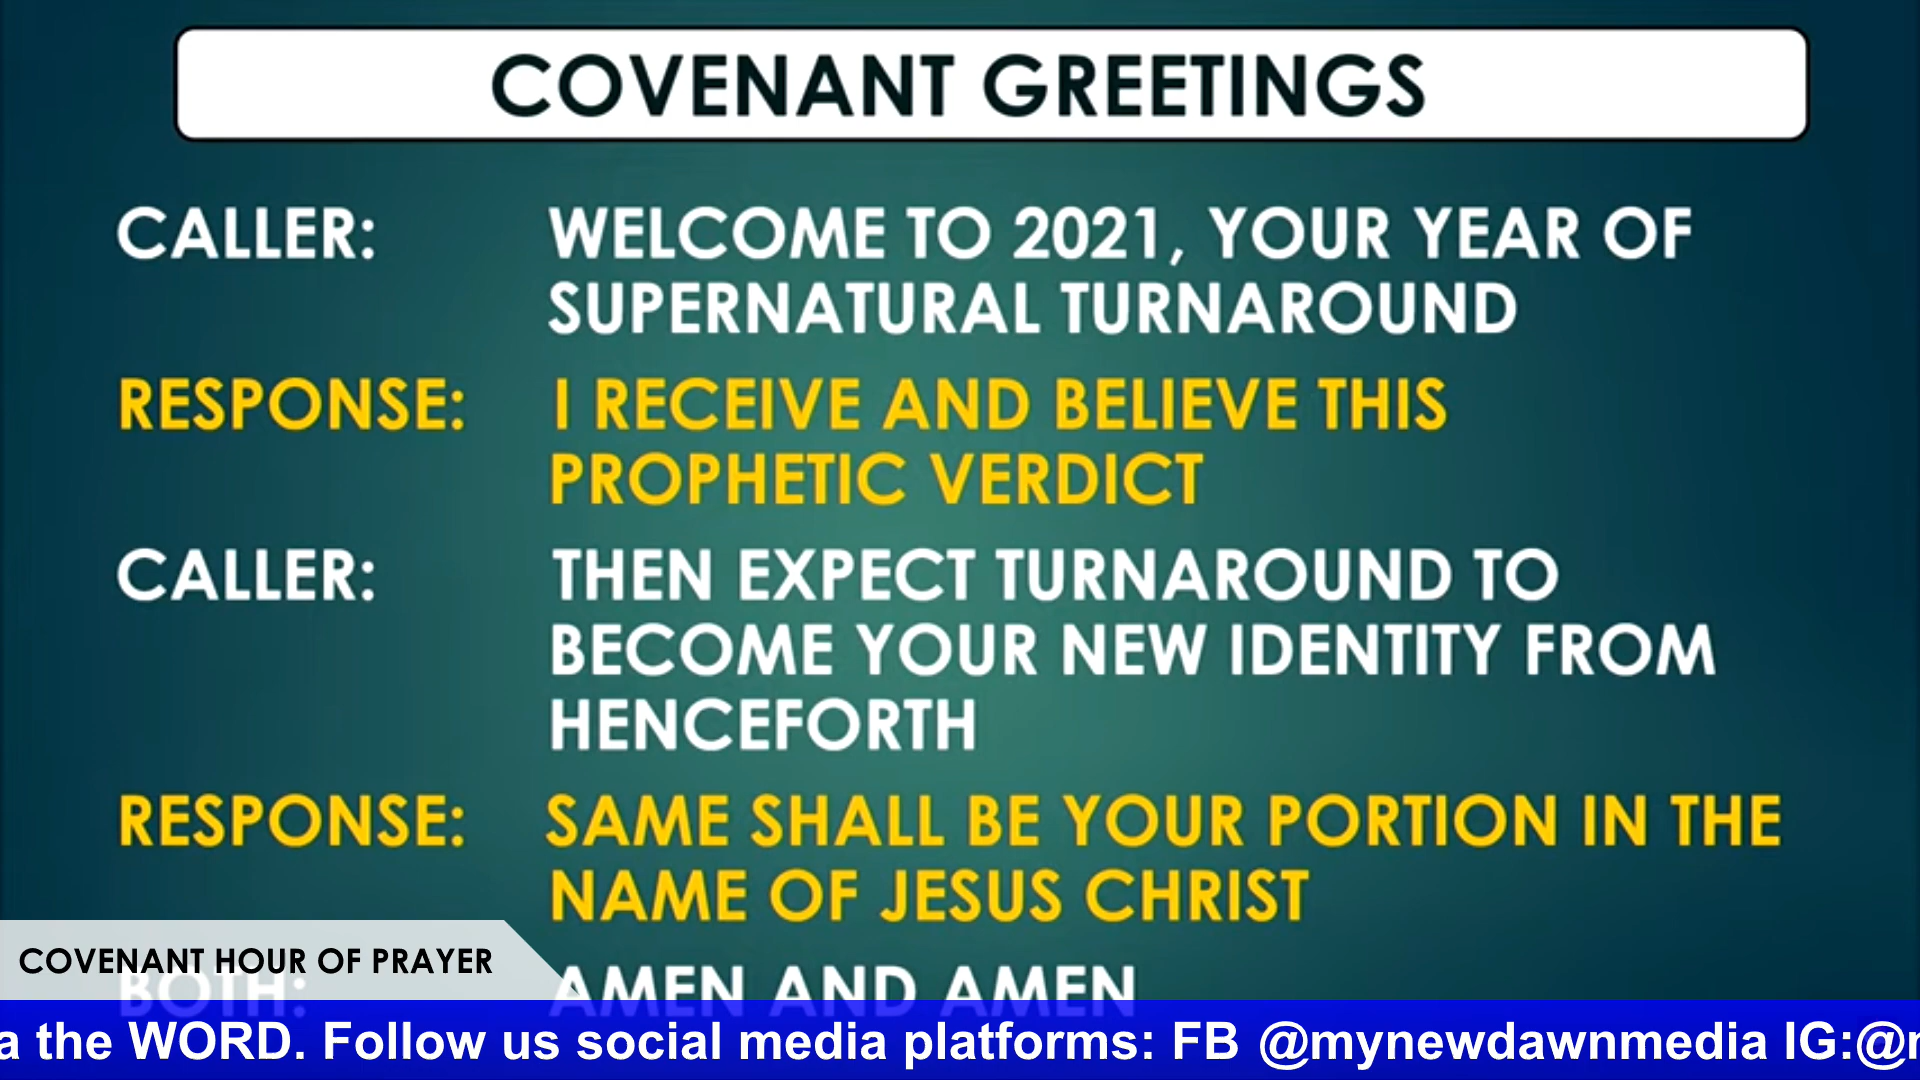 COVENANT GREETINGS
CALLER: WELCOME TO 2021, YOUR YEAR OF
SUPERNATURAL TURNAROUND
RESPONSE: I RECEIVE AND BELIEVE THIS
PROPHETIC VERDICT
CALLER: THEN EXPECT TURNAROUND TO
BECOME YOUR NEW IDENTITY FROM
HENCEFORTH
RESPONSE: SAME SHALL BE YOUR PORTION IN THE
NAME OF JESUS CHRIST
COVENANT HOUR OF PRAYER
BOTH: AMEN AND AMEN
a the WORD. Follow us social media platforms: FB @mynewdawnmedia IG:@